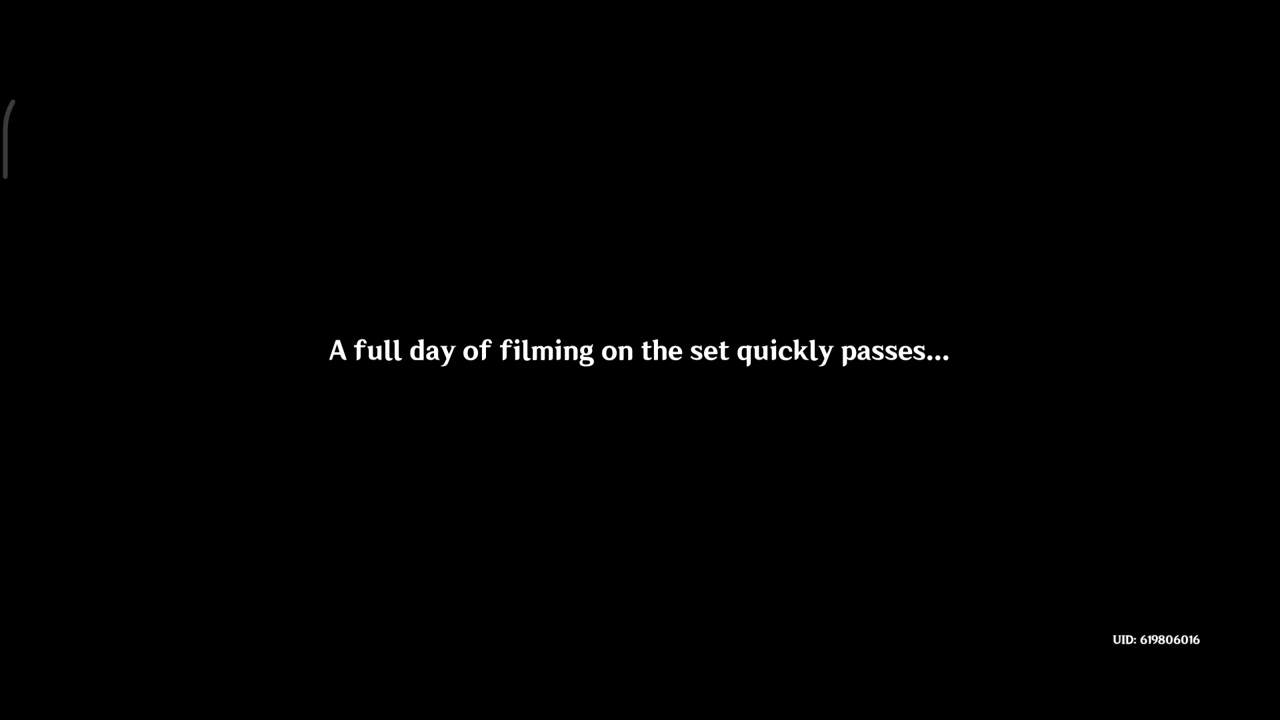 A full day of filming on the set quickly passes...
UID: 619806016